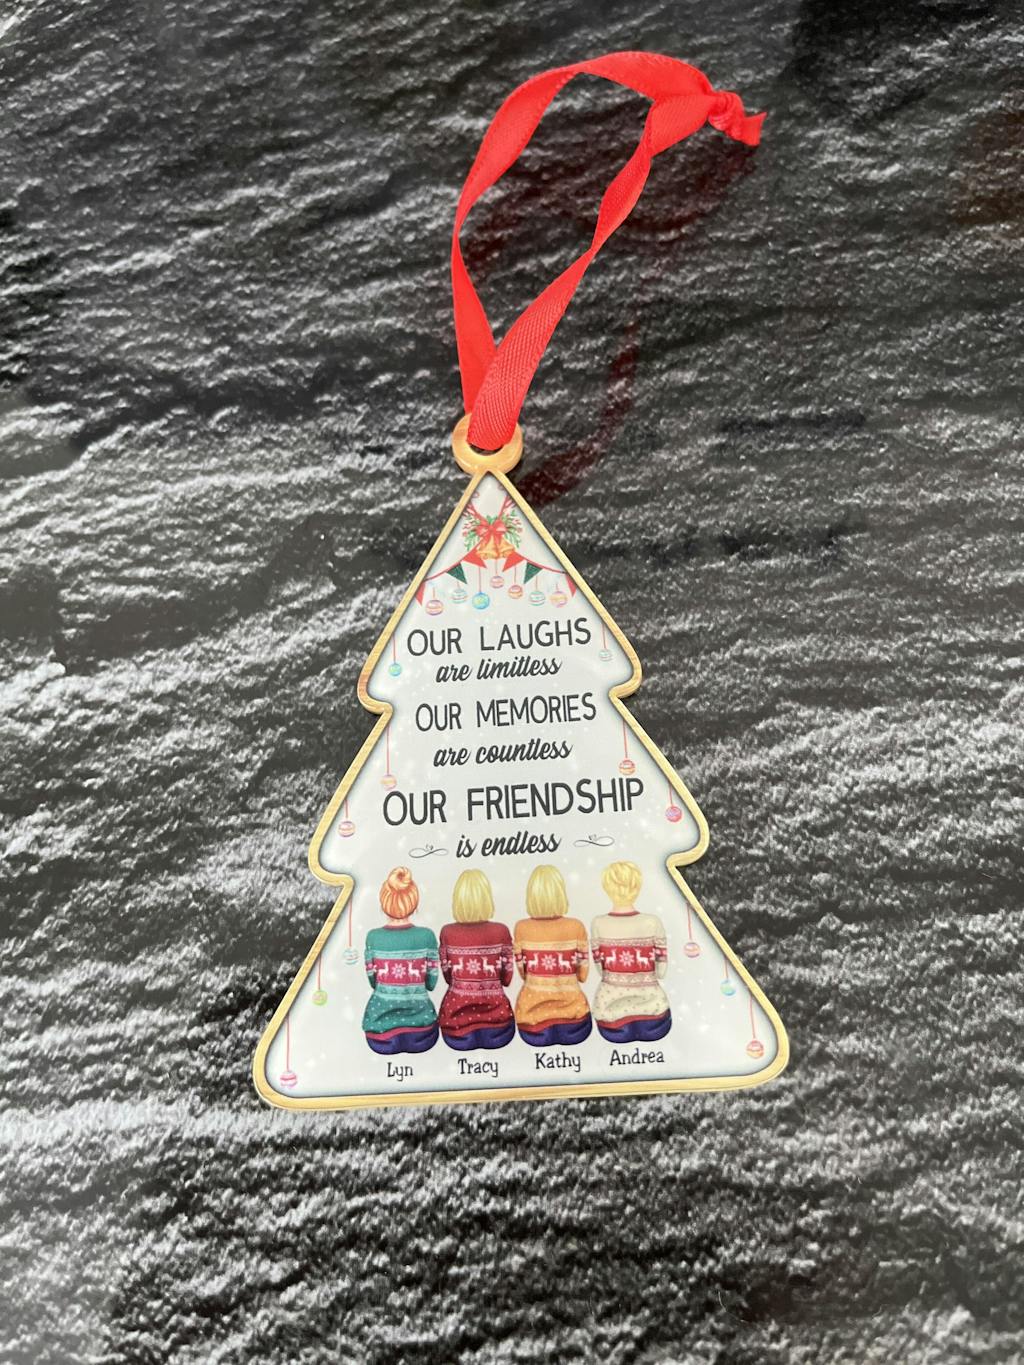 OUR LAUGHS
are limitless
OUR MEMORIES
are countless
OUR FRIENDSHIP
is endless
Lyn Tracy Kathy Andrea